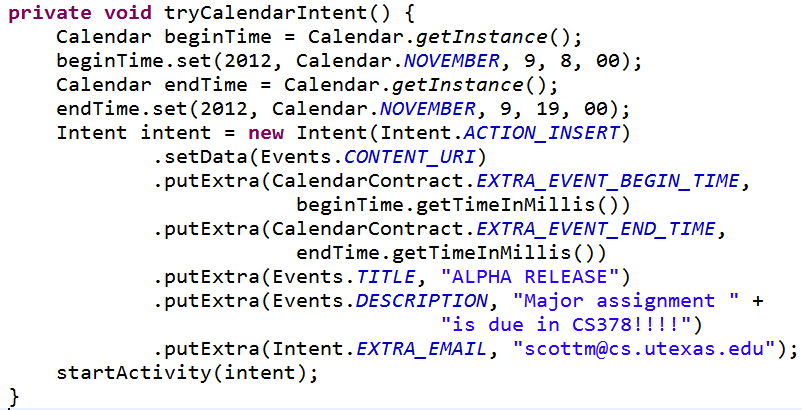 private void tryCalendarIntent() {
    Calendar beginTime = Calendar.getInstance();
    beginTime.set(2012, Calendar.NOVEMBER, 9, 8, 00);
    Calendar endTime = Calendar.getInstance();
    endTime.set(2012, Calendar.NOVEMBER, 9, 19, 00);
    Intent intent = new Intent(Intent.ACTION_INSERT)
            .setData(Events.CONTENT_URI)
            .putExtra(CalendarContract.EXTRA_EVENT_BEGIN_TIME,
                        beginTime.getTimeInMillis())
            .putExtra(CalendarContract.EXTRA_EVENT_END_TIME,
                        endTime.getTimeInMillis())
            .putExtra(Events.TITLE, "ALPHA RELEASE")
            .putExtra(Events.DESCRIPTION, "Major assignment " +
                                    "is due in CS378!!!!")
            .putExtra(Intent.EXTRA_EMAIL, "scottm@cs.utexas.edu");
    startActivity(intent);
}